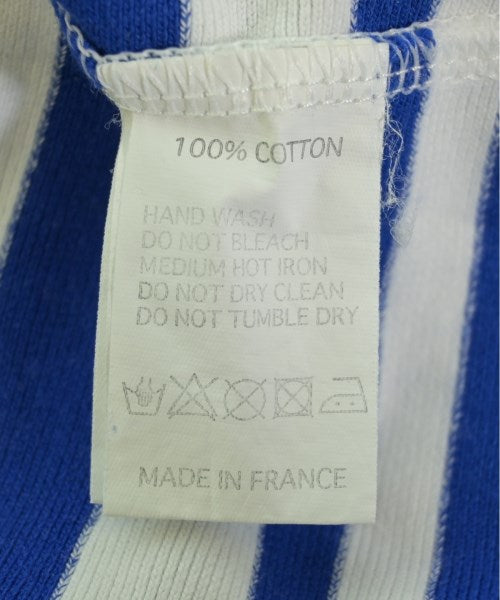 100% COTTON
HAND WASH
DO NOT BLEACH
MEDIUM HOT IRON
DO NOT DRY CLEAN
DO NOT TUMBLE DRY
MADE IN FRANCE